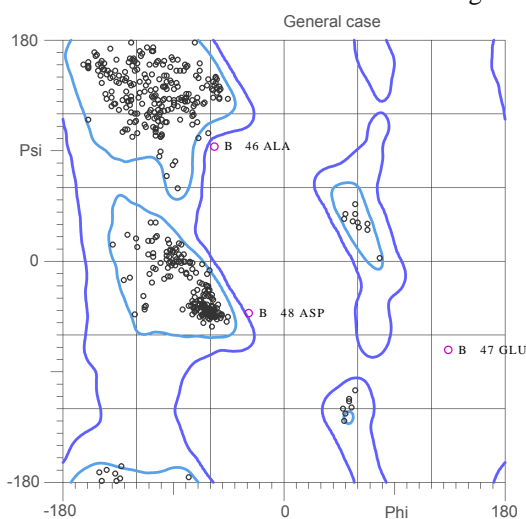 General case
180
Psi
B 46 ALA
0
B 48 ASP
B 47 GLU
-180
-180 0 Phi 180